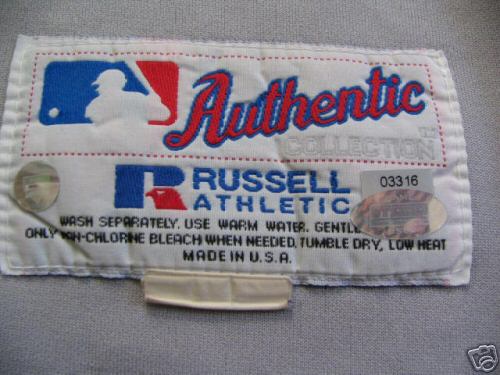 Authentic
COLLECTION TM
RUSSELL
ATHLETIC
03316
WASH SEPARATELY. USE WARM WATER. GENTLE
ONLY NON-CHLORINE BLEACH WHEN NEEDED. TUMBLE DRY, LOW HEAT
MADE IN U.S.A.